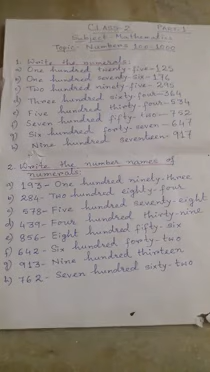 CLASS-2 Part-1
Subject-Mathematics
Topic- Numbers 100-1000
1. Write the numerals:
a) One hundred twenty-five-125
b) One hundred seventy six-176
c) Two hundred ninety-five-295
d) Three hundred sixty-four-364
e) Five hundred thirty four-534
f) Seven hundred fifty-two-752
g) Six hundred forty-seven-647
h) Nine hundred seventeen-917
2. Write the number names of
numerals:
a) 193- One hundred ninety-three
b) 284- Two hundred eighty-four
c) 578- Five hundred seventy-eight
d) 439- Four hundred thirty-nine
e) 856- Eight hundred fifty-six
f) 642- Six hundred forty-two
g) 913- Nine hundred thirteen
h) 762- Seven hundred sixty-two